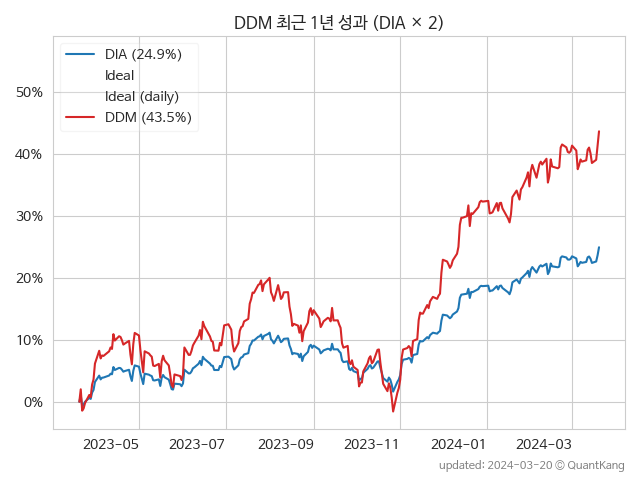 DDM 최근 1년 성과 (DIA × 2)
DIA (24.9%)
Ideal
Ideal (daily)
DDM (43.5%)
50%
40%
30%
20%
10%
0%
2023-05 2023-07 2023-09 2023-11 2024-01 2024-03
updated: 2024-03-20 © QuantKang